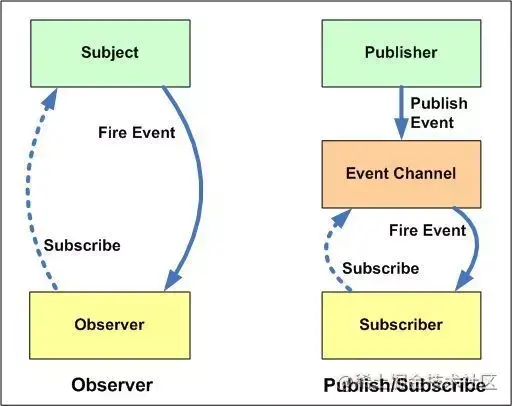 Subject
Fire Event
Subscribe
Observer
Observer
Publisher
Publish
Event
Event Channel
Fire Event
Subscribe
Subscriber
Publish/Subscribe
@稀土掘金技术社区